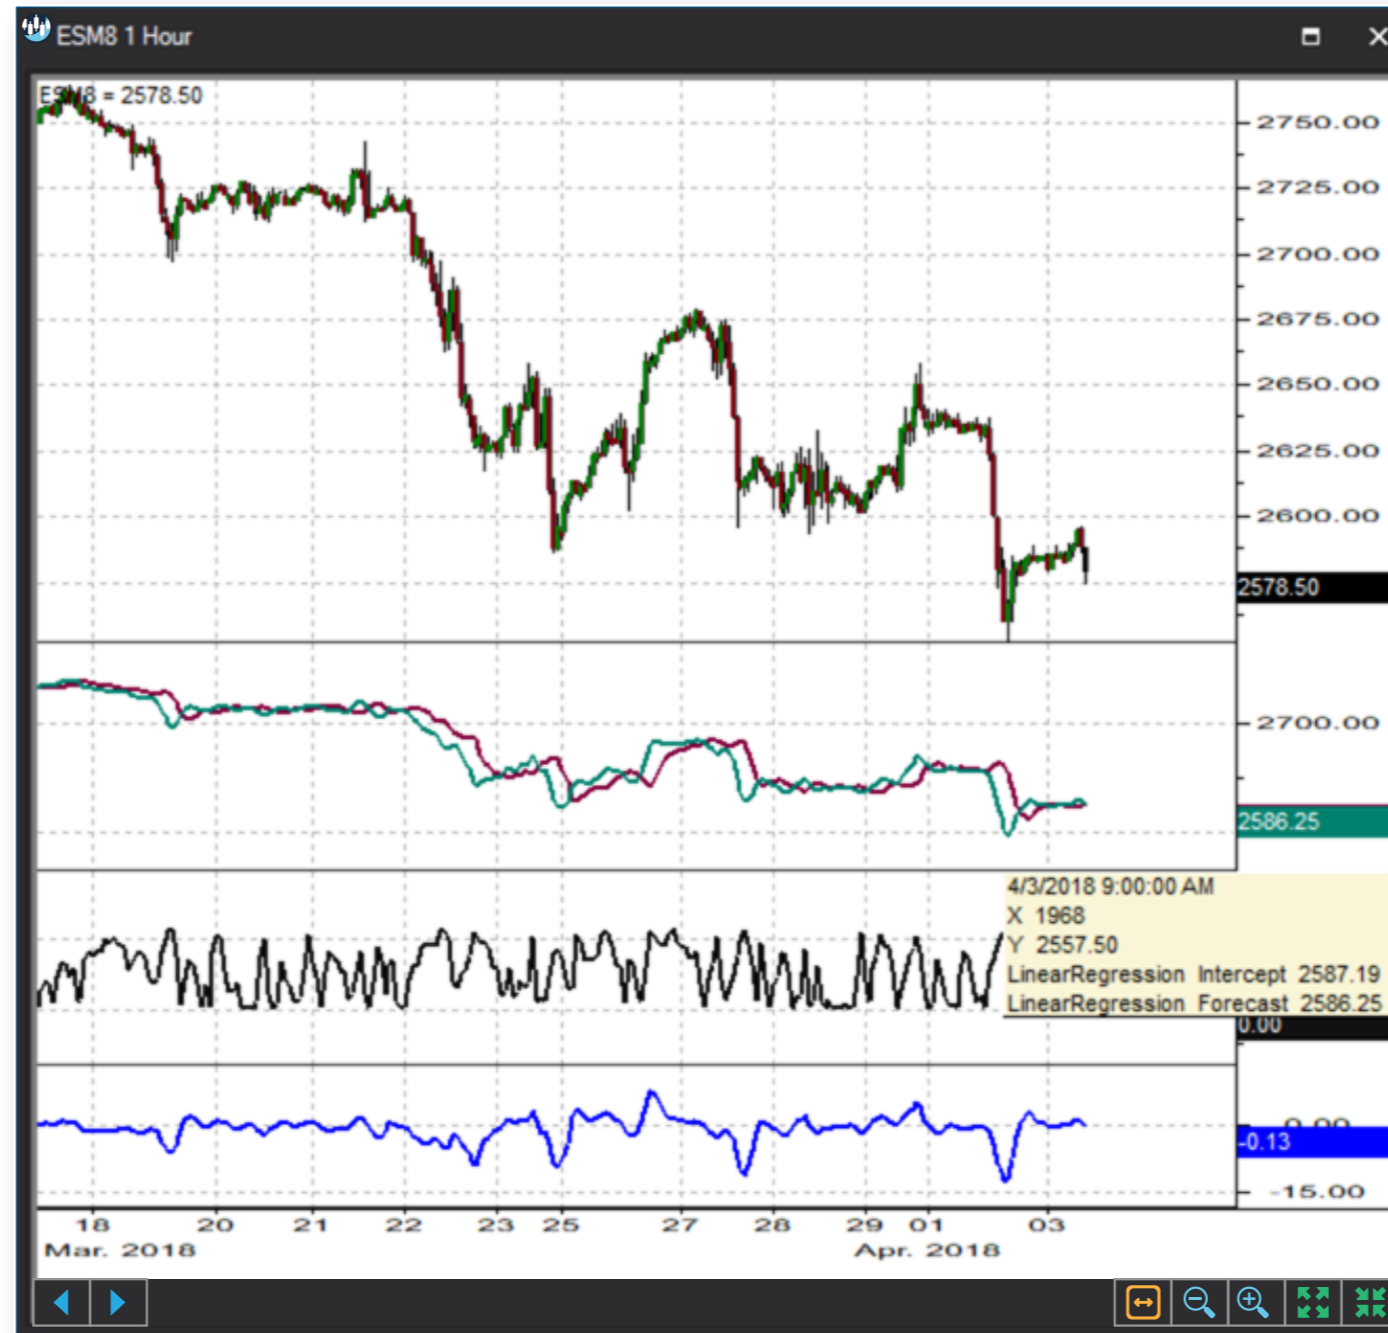 ESM8 1 Hour
ESM8 = 2578.50
2750.00
2725.00
2700.00
2675.00
2650.00
2625.00
2600.00
2578.50
2700.00
2586.25
4/3/2018 9:00:00 AM
X 1968
Y 2557.50
LinearRegression Intercept 2587.19
LinearRegression Forecast 2586.25
0.00
0.00
-0.13
-15.00
18 20 21 22 23 25 27 28 29 01 03
Mar. 2018 Apr. 2018